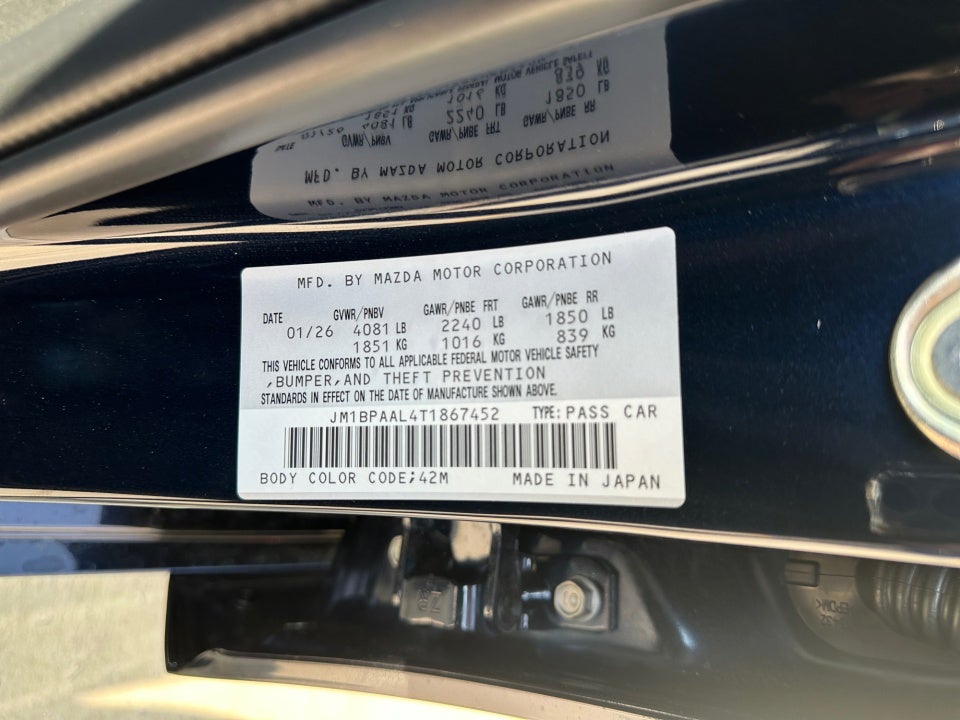 MFD. BY MAZDA MOTOR CORPORATION
DATE GVWR/PNBV GAWR/PNBE FRT GAWR/PNBE RR
01/26 4081 LB 2240 LB 1850 LB
1851 KG 1016 KG 839 KG
THIS VEHICLE CONFORMS TO ALL APPLICABLE FEDERAL MOTOR VEHICLE SAFETY
,BUMPER,AND THEFT PREVENTION
STANDARDS IN EFFECT ON THE DATE OF MANUFACTURE SHOWN ABOVE.
JM1BPAAL4T1867452 TYPE: PASS CAR
BODY COLOR CODE;42M MADE IN JAPAN